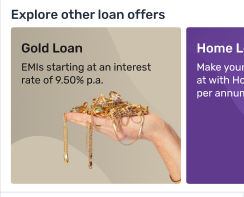 Explore other loan offers
Gold Loan
EMIs starting at an interest
rate of 9.50% p.a.
Home L
Make your
at with Ho
per annum